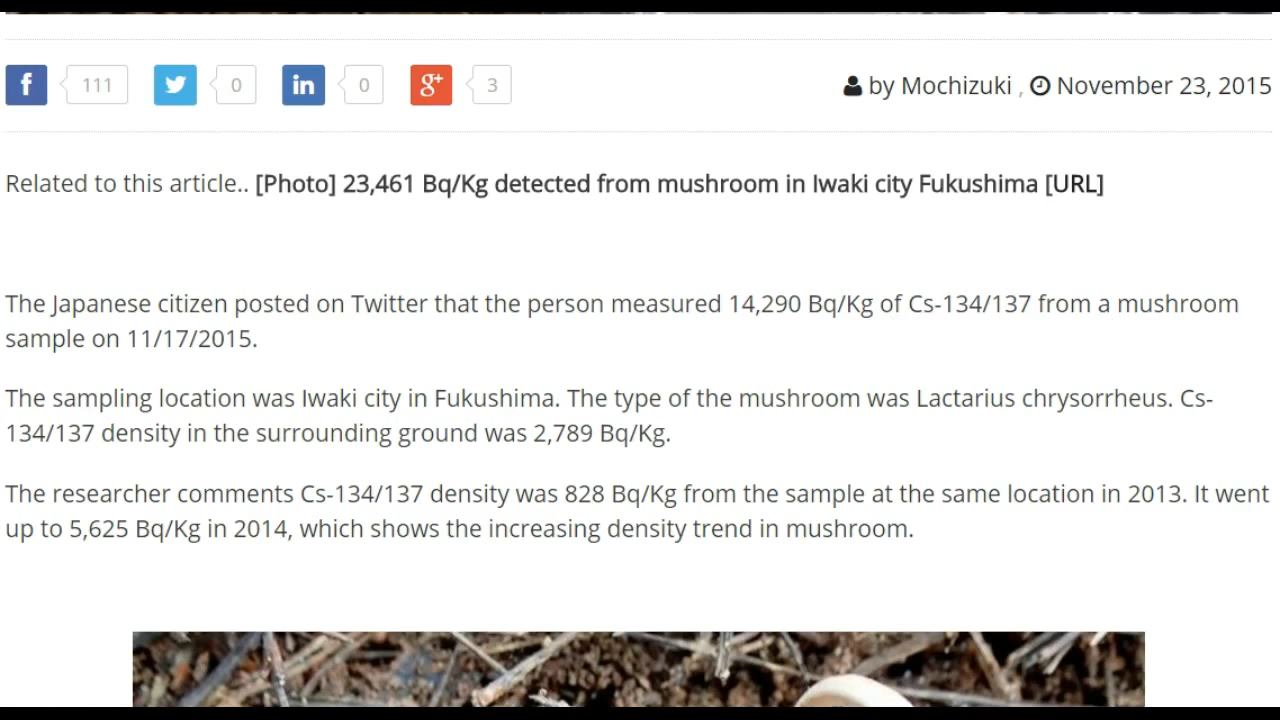 f 111 0 in 0 g+ 3 by Mochizuki , November 23, 2015
Related to this article.. [Photo] 23,461 Bq/Kg detected from mushroom in Iwaki city Fukushima [URL]
The Japanese citizen posted on Twitter that the person measured 14,290 Bq/Kg of Cs-134/137 from a mushroom
sample on 11/17/2015.
The sampling location was Iwaki city in Fukushima. The type of the mushroom was Lactarius chrysorrheus. Cs-
134/137 density in the surrounding ground was 2,789 Bq/Kg.
The researcher comments Cs-134/137 density was 828 Bq/Kg from the sample at the same location in 2013. It went
up to 5,625 Bq/Kg in 2014, which shows the increasing density trend in mushroom.